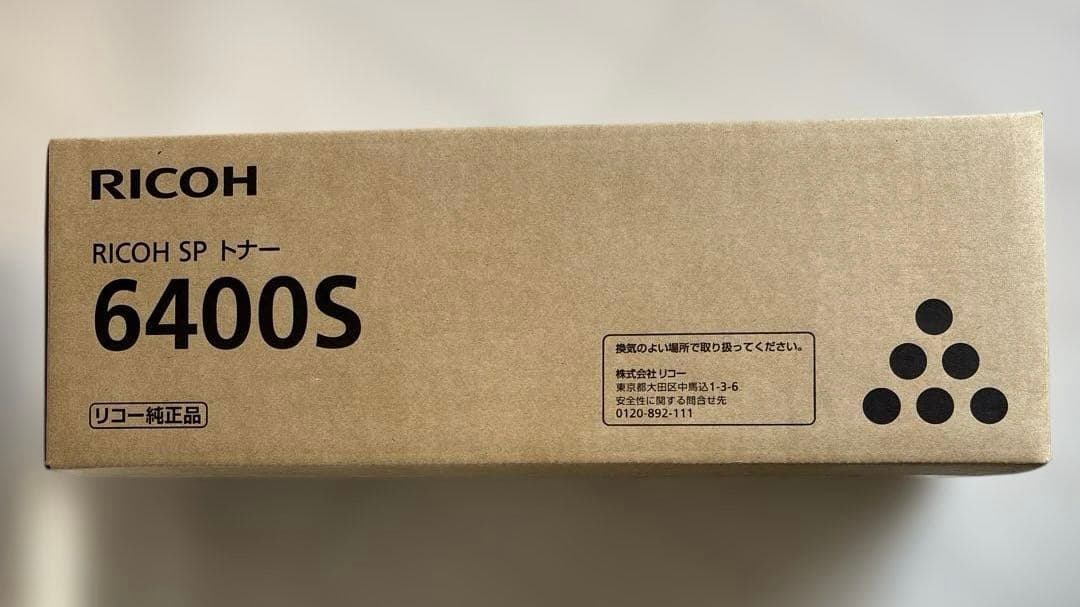 RICOH
RICOH SP トナー
6400S
リコー純正品
換気のよい場所で取り扱ってください。
株式会社リコー
東京都大田区中馬込1-3-6
安全性に関する問合せ先
0120-892-111